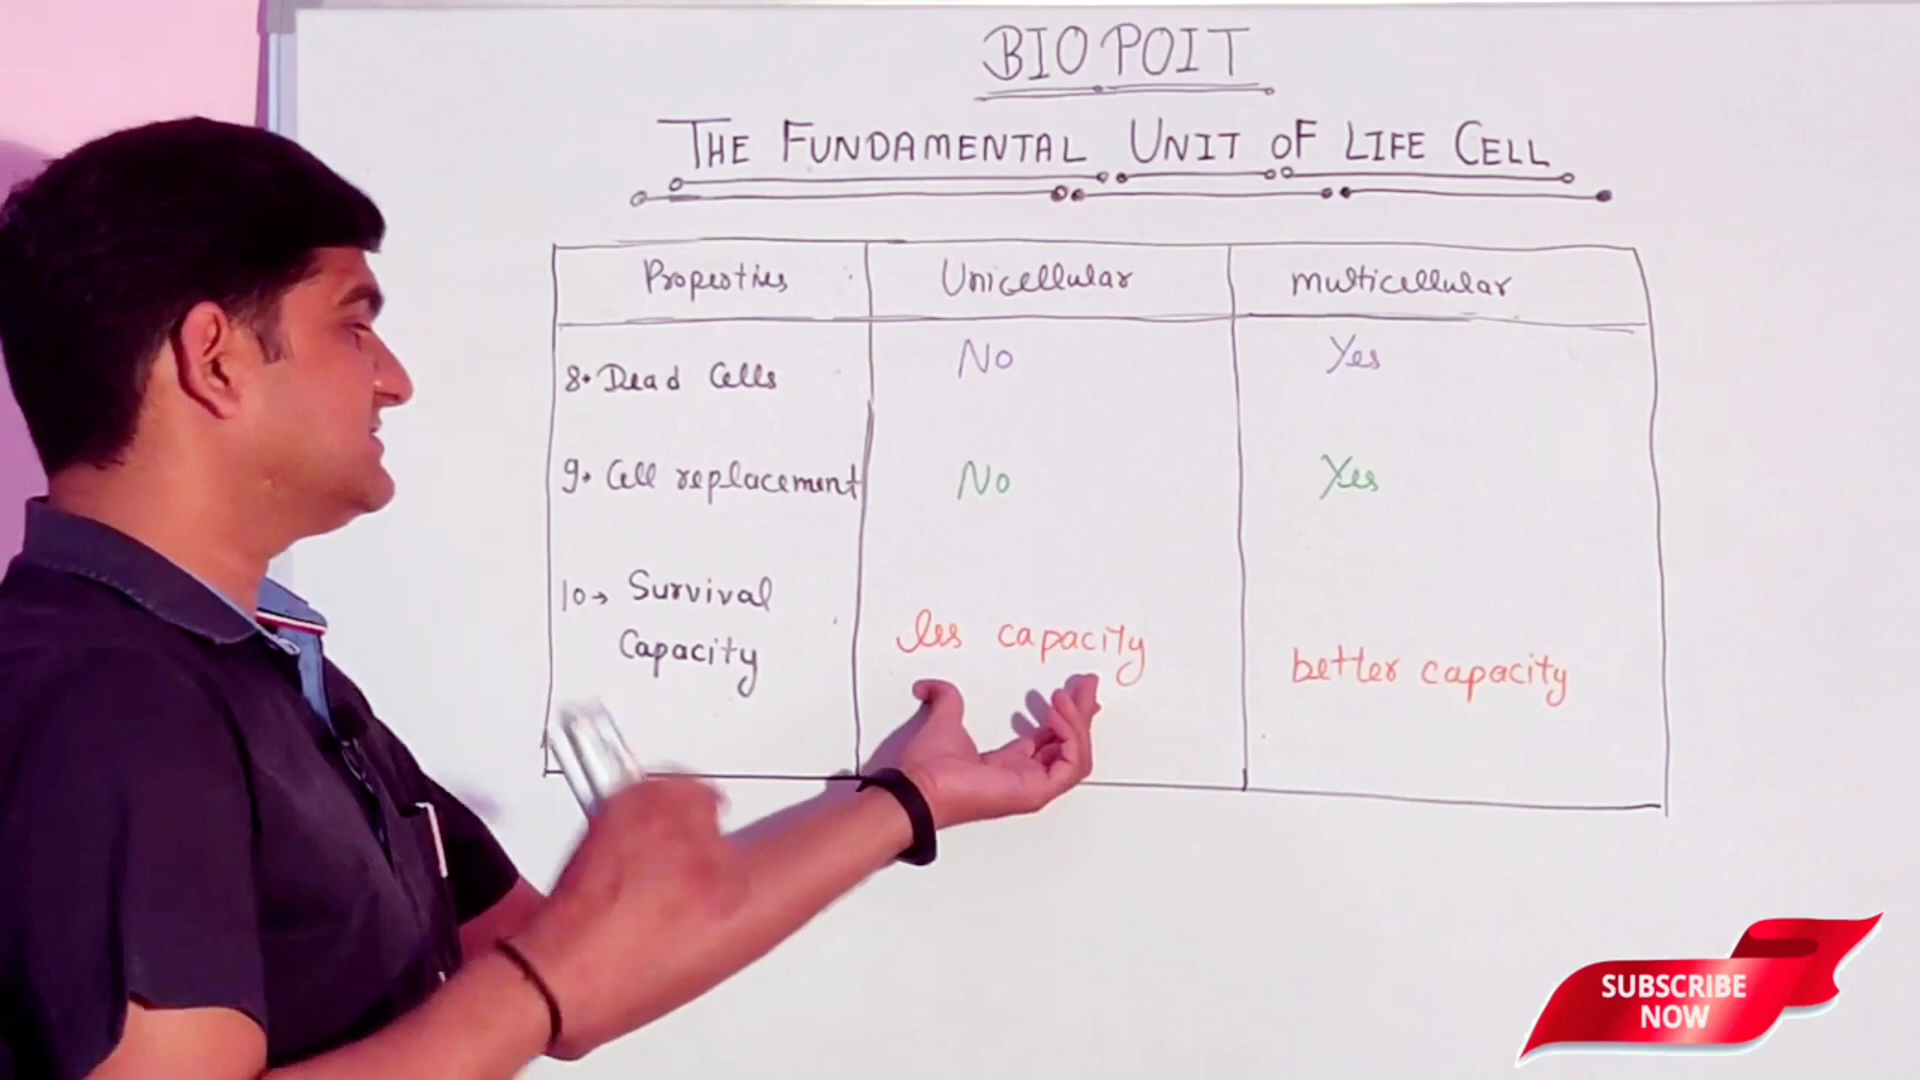 BIO POIT
THE FUNDAMENTAL UNIT OF LIFE CELL
Properties Unicellular multicellular
8. Dead Cells No Yes
9. Cell replacement No Yes
10→ Survival
Capacity less capacity better capacity
SUBSCRIBE
NOW